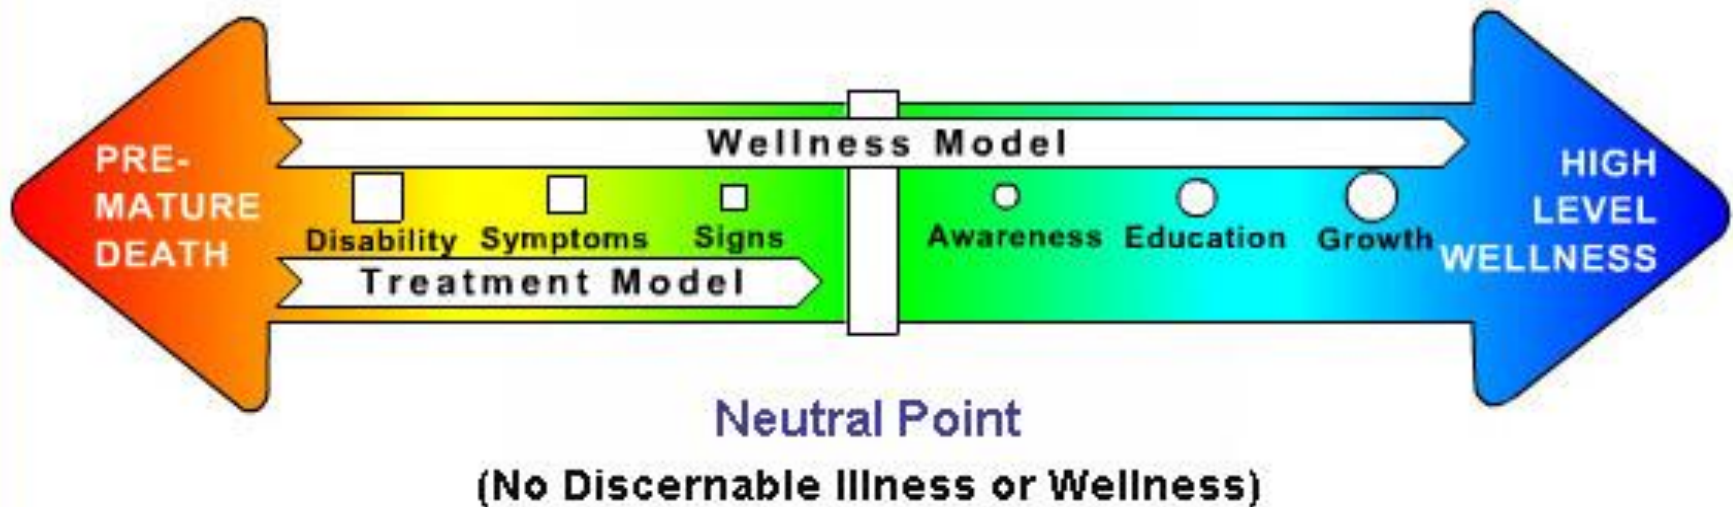 Wellness Model
PRE-
MATURE
DEATH
Disability Symptoms Signs Awareness Education Growth
HIGH
LEVEL
WELLNESS
Treatment Model
Neutral Point
(No Discernable Illness or Wellness)